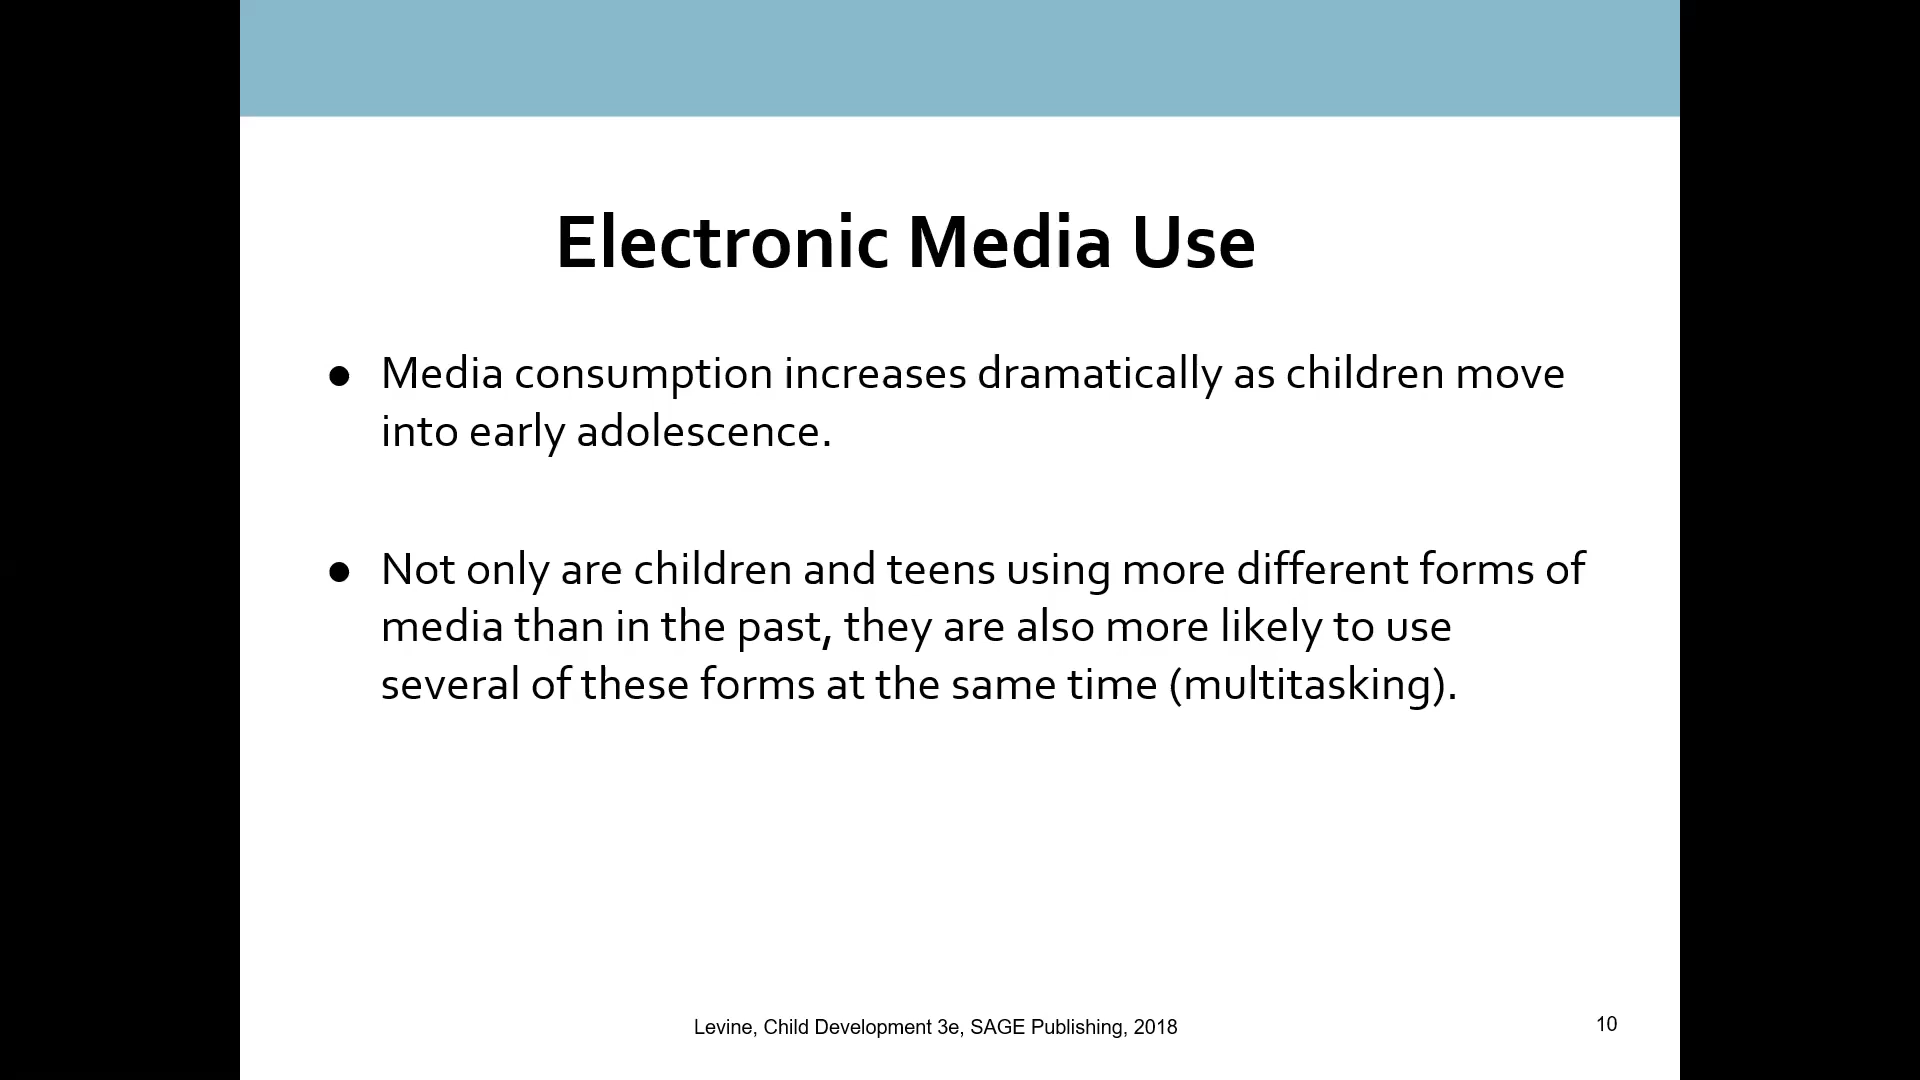 Electronic Media Use
● Media consumption increases dramatically as children move
into early adolescence.
● Not only are children and teens using more different forms of
media than in the past, they are also more likely to use
several of these forms at the same time (multitasking).
Levine, Child Development 3e, SAGE Publishing, 2018
10